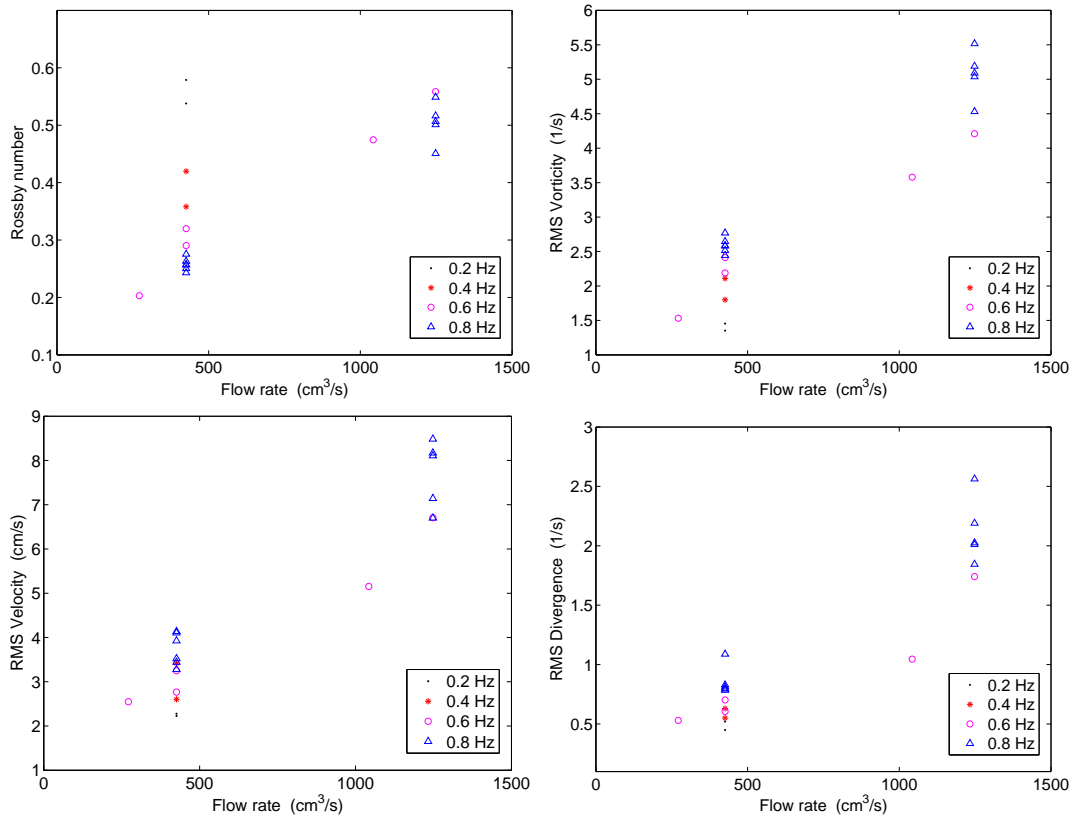 0.6
0.5
0.4
0.3
0.2
0.1
Rossby number
0 500 1000 1500
Flow rate (cm³/s)
0.2 Hz
0.4 Hz
0.6 Hz
0.8 Hz
6
5.5
5
4.5
4
3.5
3
2.5
2
1.5
1
RMS Vorticity (1/s)
0 500 1000 1500
Flow rate (cm³/s)
0.2 Hz
0.4 Hz
0.6 Hz
0.8 Hz
9
8
7
6
5
4
3
2
1
RMS Velocity (cm/s)
0 500 1000 1500
Flow rate (cm³/s)
0.2 Hz
0.4 Hz
0.6 Hz
0.8 Hz
3
2.5
2
1.5
1
0.5
RMS Divergence (1/s)
0 500 1000 1500
Flow rate (cm³/s)
0.2 Hz
0.4 Hz
0.6 Hz
0.8 Hz